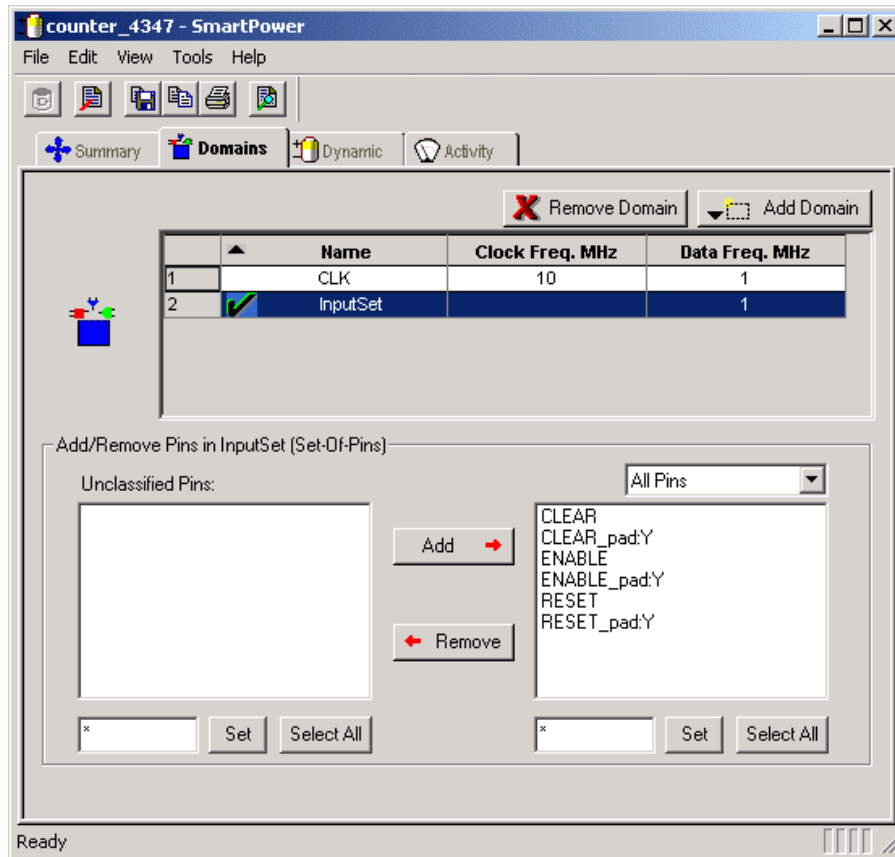 counter_4347 - SmartPower
File Edit View Tools Help
Summary Domains Dynamic Activity
Remove Domain Add Domain
Name Clock Freq. MHz Data Freq. MHz
1 CLK 10 1
2 InputSet 1
Add/Remove Pins in InputSet (Set-Of-Pins)
Unclassified Pins: All Pins
CLEAR
CLEAR_pad:Y
ENABLE
ENABLE_pad:Y
RESET
RESET_pad:Y
Add
Remove
* Set Select All * Set Select All
Ready